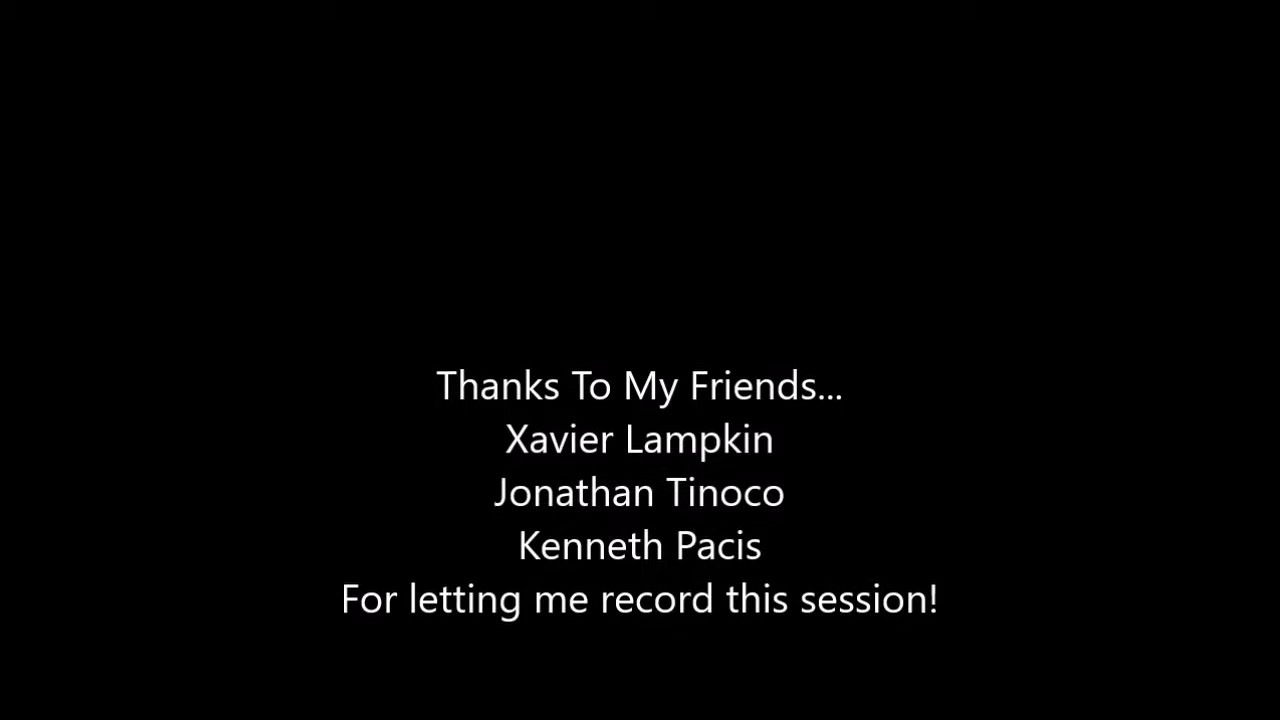 Thanks To My Friends...
Xavier Lampkin
Jonathan Tinoco
Kenneth Pacis
For letting me record this session!